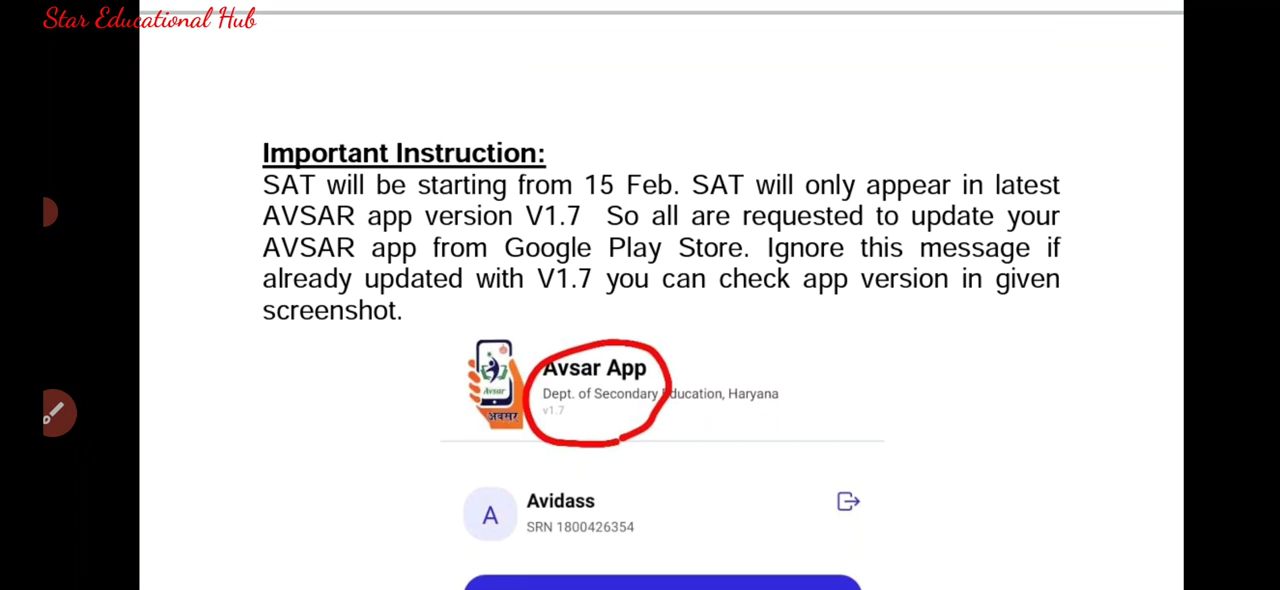 Star Educational Hub
Important Instruction:
SAT will be starting from 15 Feb. SAT will only appear in latest
AVSAR app version V1.7 So all are requested to update your
AVSAR app from Google Play Store. Ignore this message if
already updated with V1.7 you can check app version in given
screenshot.
Avsar
अवसर
Avsar App
Dept. of Secondary Education, Haryana
v1.7
A
Avidass
SRN 1800426354